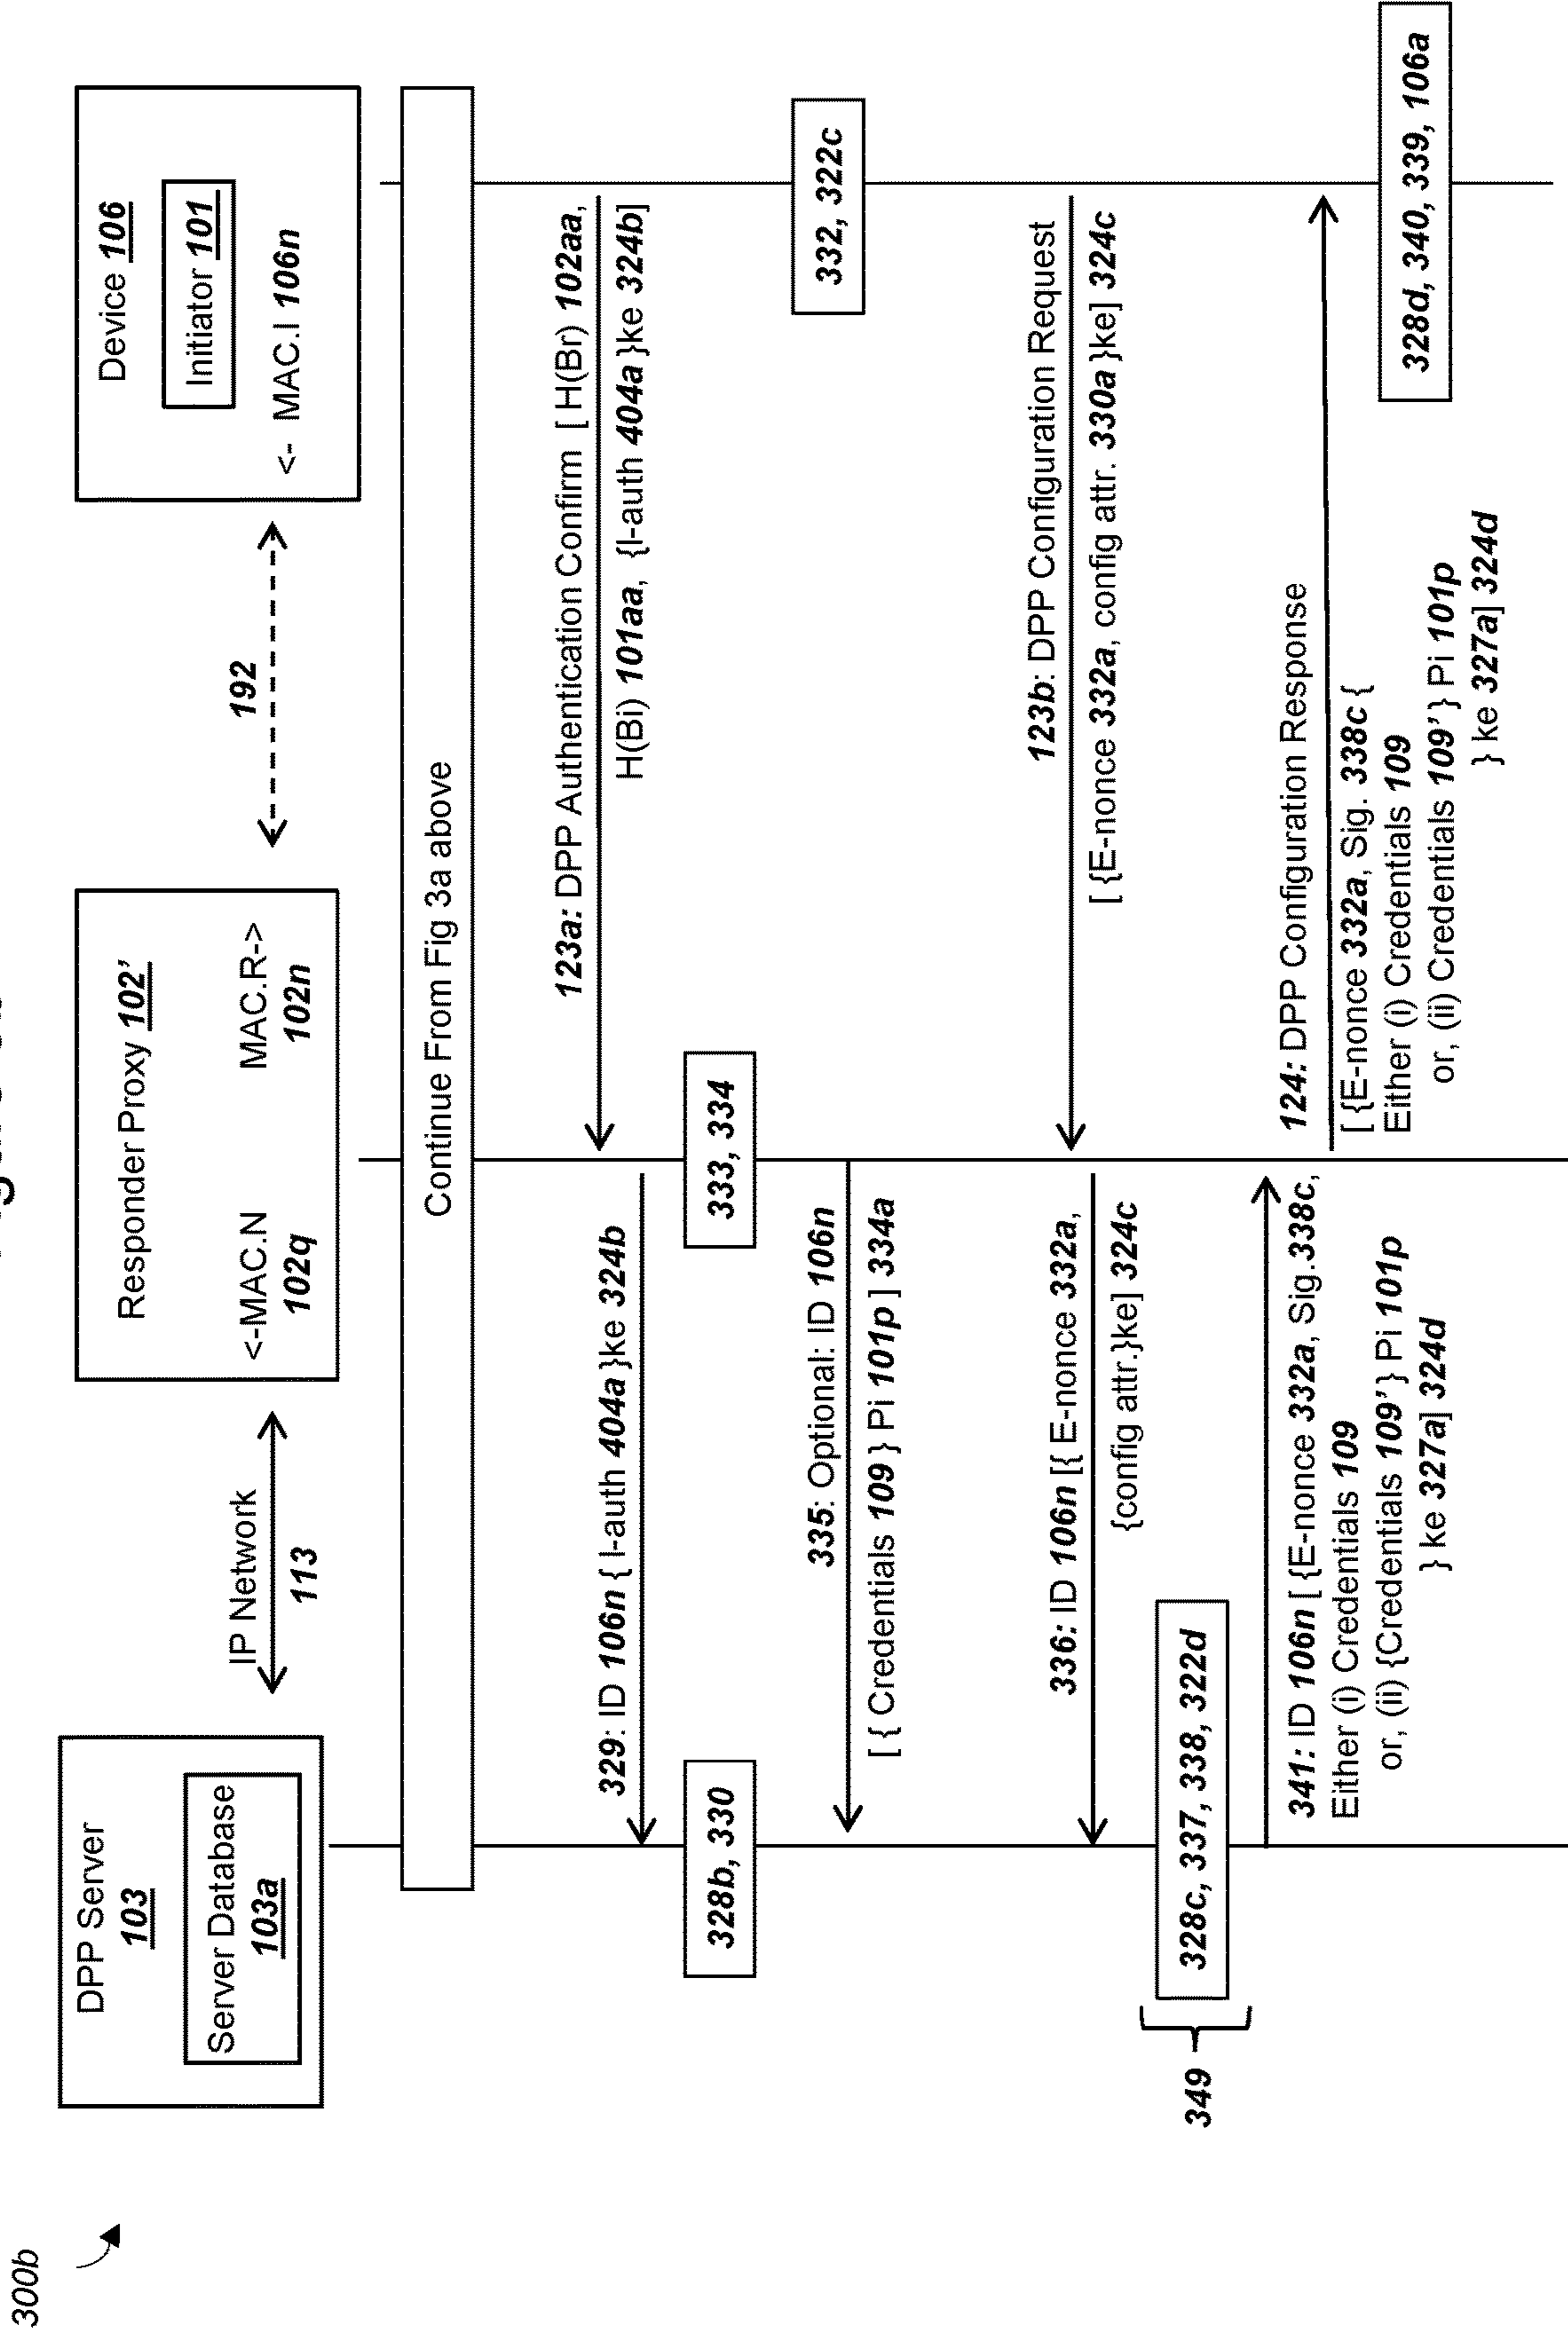 300b
DPP Server
103
Server Database
103a
IP Network
113
Responder Proxy 102'
<-MAC.N
102q
MAC.R->
102n
192
Device 106
Initiator 101
<- MAC.I 106n
Continue From Fig 3a above
123a: DPP Authentication Confirm [ H(Br) 102aa,
H(Bi) 101aa, {I-auth 404a}ke 324b]
329: ID 106n { I-auth 404a}ke 324b
328b, 330
333, 334
332, 322c
335: Optional: ID 106n
[ { Credentials 109 } Pi 101p ] 334a
123b: DPP Configuration Request
[ {E-nonce 332a, config attr. 330a}ke] 324c
336: ID 106n [{ E-nonce 332a,
{config attr.}ke] 324c
349
328c, 337, 338, 322d
341: ID 106n [ {E-nonce 332a, Sig.338c,
Either (i) Credentials 109
or, (ii) {Credentials 109'} Pi 101p
} ke 327a] 324d
124: DPP Configuration Response
[ {E-nonce 332a, Sig. 338c {
Either (i) Credentials 109
or, (ii) Credentials 109'} Pi 101p
} ke 327a] 324d
328d, 340, 339, 106a